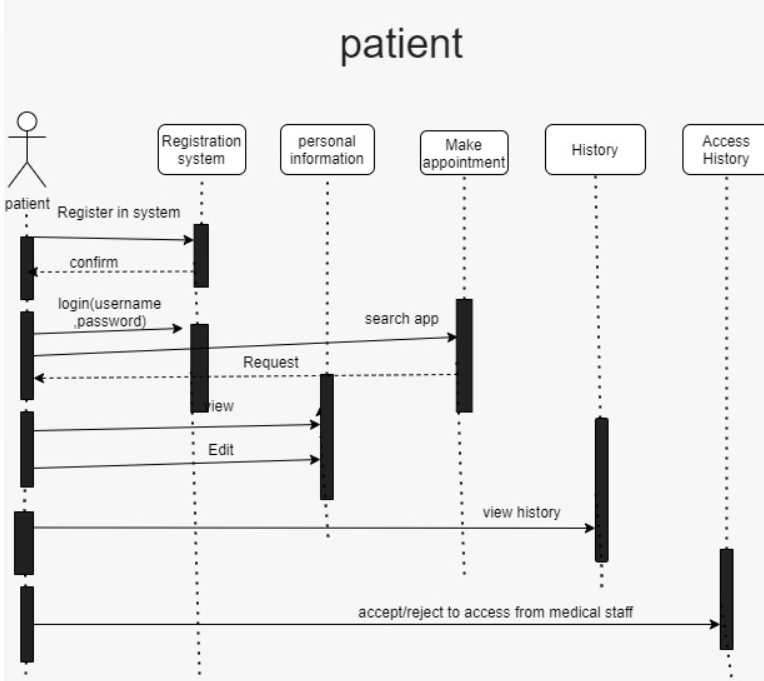 patient
Registration
system
personal
information
Make
appointment
History
Access
History
patient
Register in system
confirm
login(username
,password)
search app
Request
view
Edit
view history
accept/reject to access from medical staff